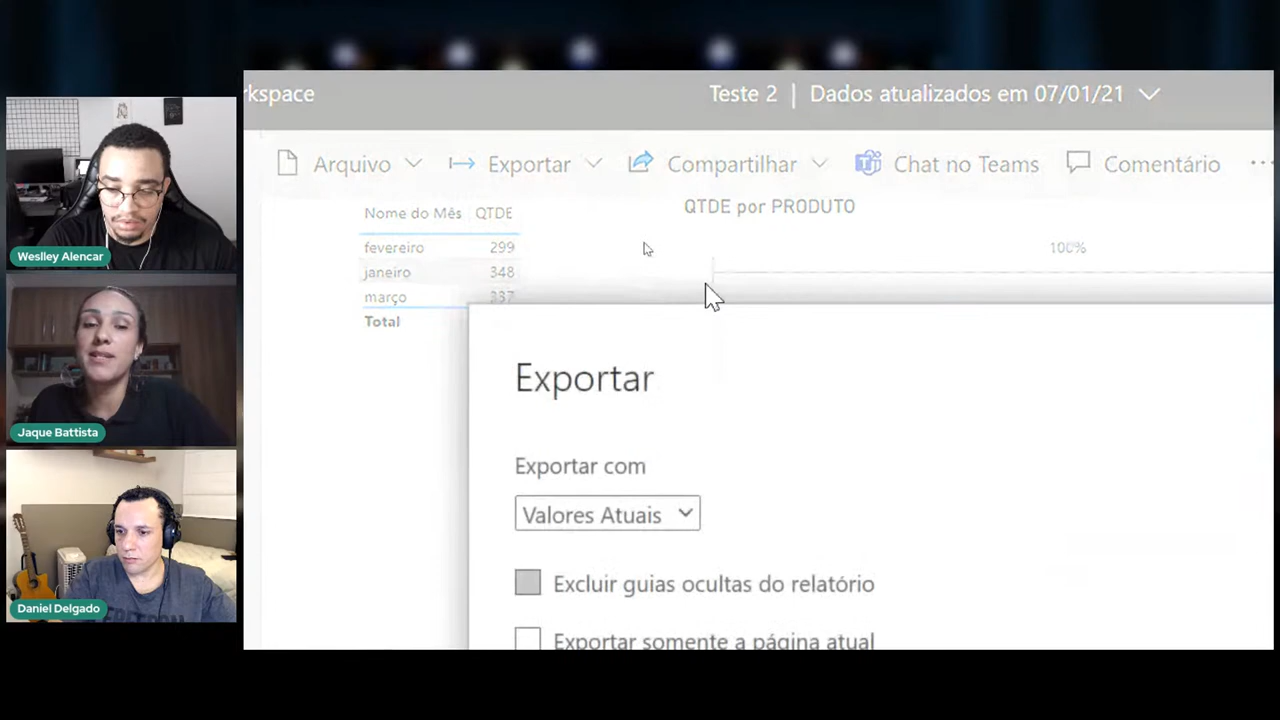 rkspace
Teste 2 | Dados atualizados em 07/01/21
Arquivo Exportar Compartilhar Chat no Teams Comentário ...
Nome do Mês QTDE
QTDE por PRODUTO
fevereiro 299
100%
janeiro 348
março 337
Total
Exportar
Exportar com
Valores Atuais
Excluir guias ocultas do relatório
Exportar somente a página atual
Weslley Alencar
Jaque Battista
Daniel Delgado